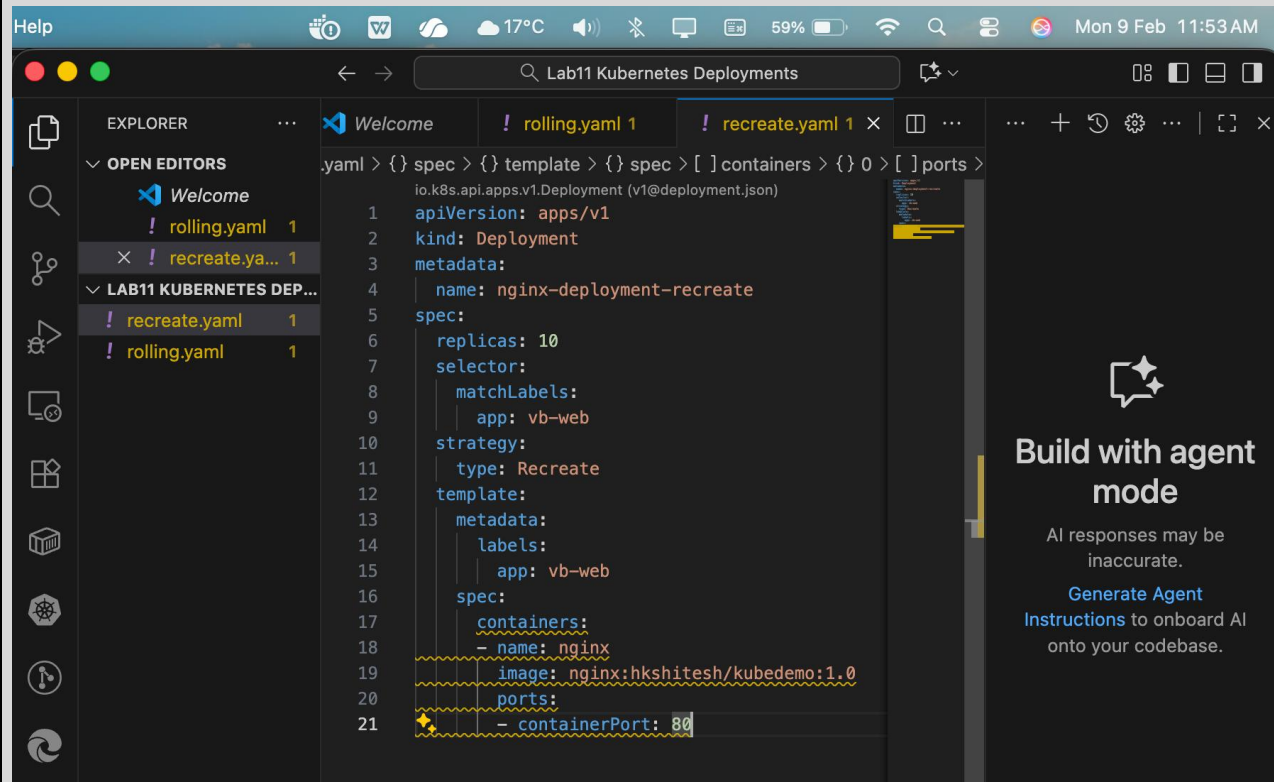 Help 17°C 59% Mon 9 Feb 11:53 AM
Lab11 Kubernetes Deployments
EXPLORER
OPEN EDITORS
Welcome
! rolling.yaml 1
! recreate.ya... 1
LAB11 KUBERNETES DEP...
! recreate.yaml 1
! rolling.yaml 1
Welcome ! rolling.yaml 1 ! recreate.yaml 1
.yaml > {} spec > {} template > {} spec > [ ] containers > {} 0 > [ ] ports >
io.k8s.api.apps.v1.Deployment (v1@deployment.json)
1 apiVersion: apps/v1
2 kind: Deployment
3 metadata:
4   name: nginx-deployment-recreate
5 spec:
6   replicas: 10
7   selector:
8     matchLabels:
9       app: vb-web
10   strategy:
11     type: Recreate
12   template:
13     metadata:
14       labels:
15         app: vb-web
16     spec:
17       containers:
18       - name: nginx
19         image: nginx:hkshitesh/kubedemo:1.0
20         ports:
21         - containerPort: 80
Build with agent
mode
AI responses may be
inaccurate.
Generate Agent
Instructions to onboard AI
onto your codebase.